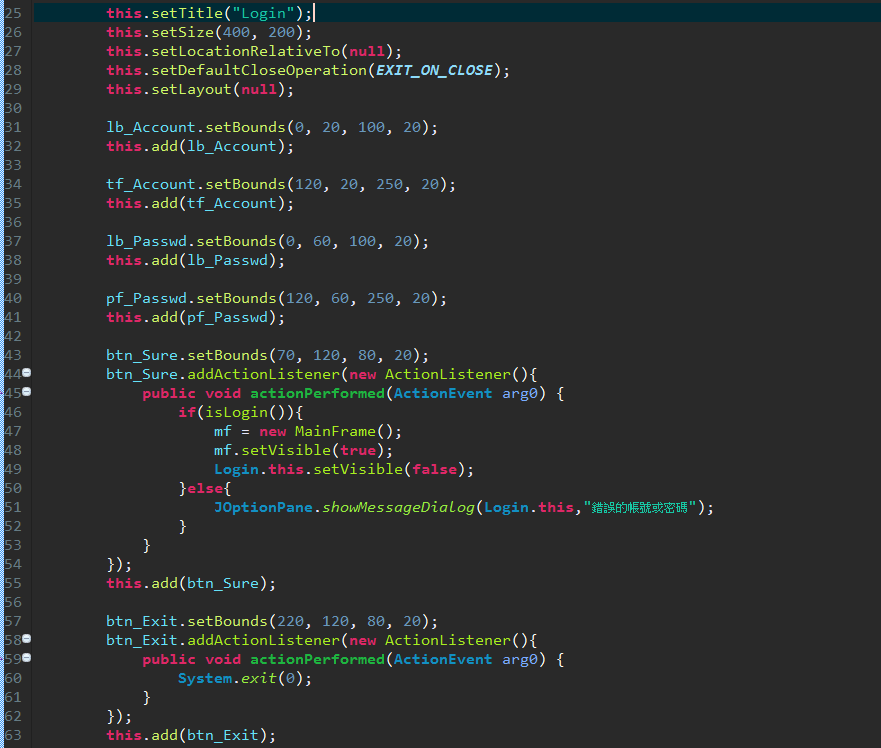 25 this.setTitle("Login");
26 this.setSize(400, 200);
27 this.setLocationRelativeTo(null);
28 this.setDefaultCloseOperation(EXIT_ON_CLOSE);
29 this.setLayout(null);
30
31 lb_Account.setBounds(0, 20, 100, 20);
32 this.add(lb_Account);
33
34 tf_Account.setBounds(120, 20, 250, 20);
35 this.add(tf_Account);
36
37 lb_Passwd.setBounds(0, 60, 100, 20);
38 this.add(lb_Passwd);
39
40 pf_Passwd.setBounds(120, 60, 250, 20);
41 this.add(pf_Passwd);
42
43 btn_Sure.setBounds(70, 120, 80, 20);
44 btn_Sure.addActionListener(new ActionListener(){
45 public void actionPerformed(ActionEvent arg0) {
46 if(isLogin()){
47 mf = new MainFrame();
48 mf.setVisible(true);
49 Login.this.setVisible(false);
50 }else{
51 JOptionPane.showMessageDialog(Login.this,"錯誤的帳號或密碼");
52 }
53 }
54 });
55 this.add(btn_Sure);
56
57 btn_Exit.setBounds(220, 120, 80, 20);
58 btn_Exit.addActionListener(new ActionListener(){
59 public void actionPerformed(ActionEvent arg0) {
60 System.exit(0);
61 }
62 });
63 this.add(btn_Exit);